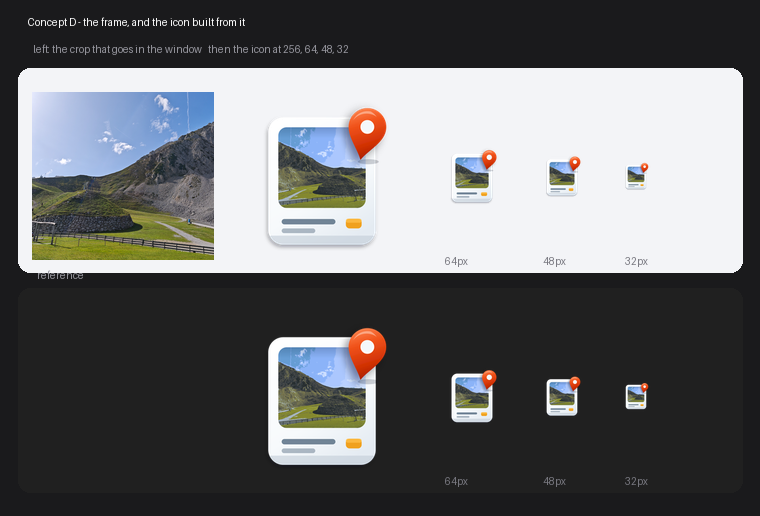 Concept D - the frame, and the icon built from it
left: the crop that goes in the window then the icon at 256, 64, 48, 32
64px 48px 32px
reference
64px 48px 32px